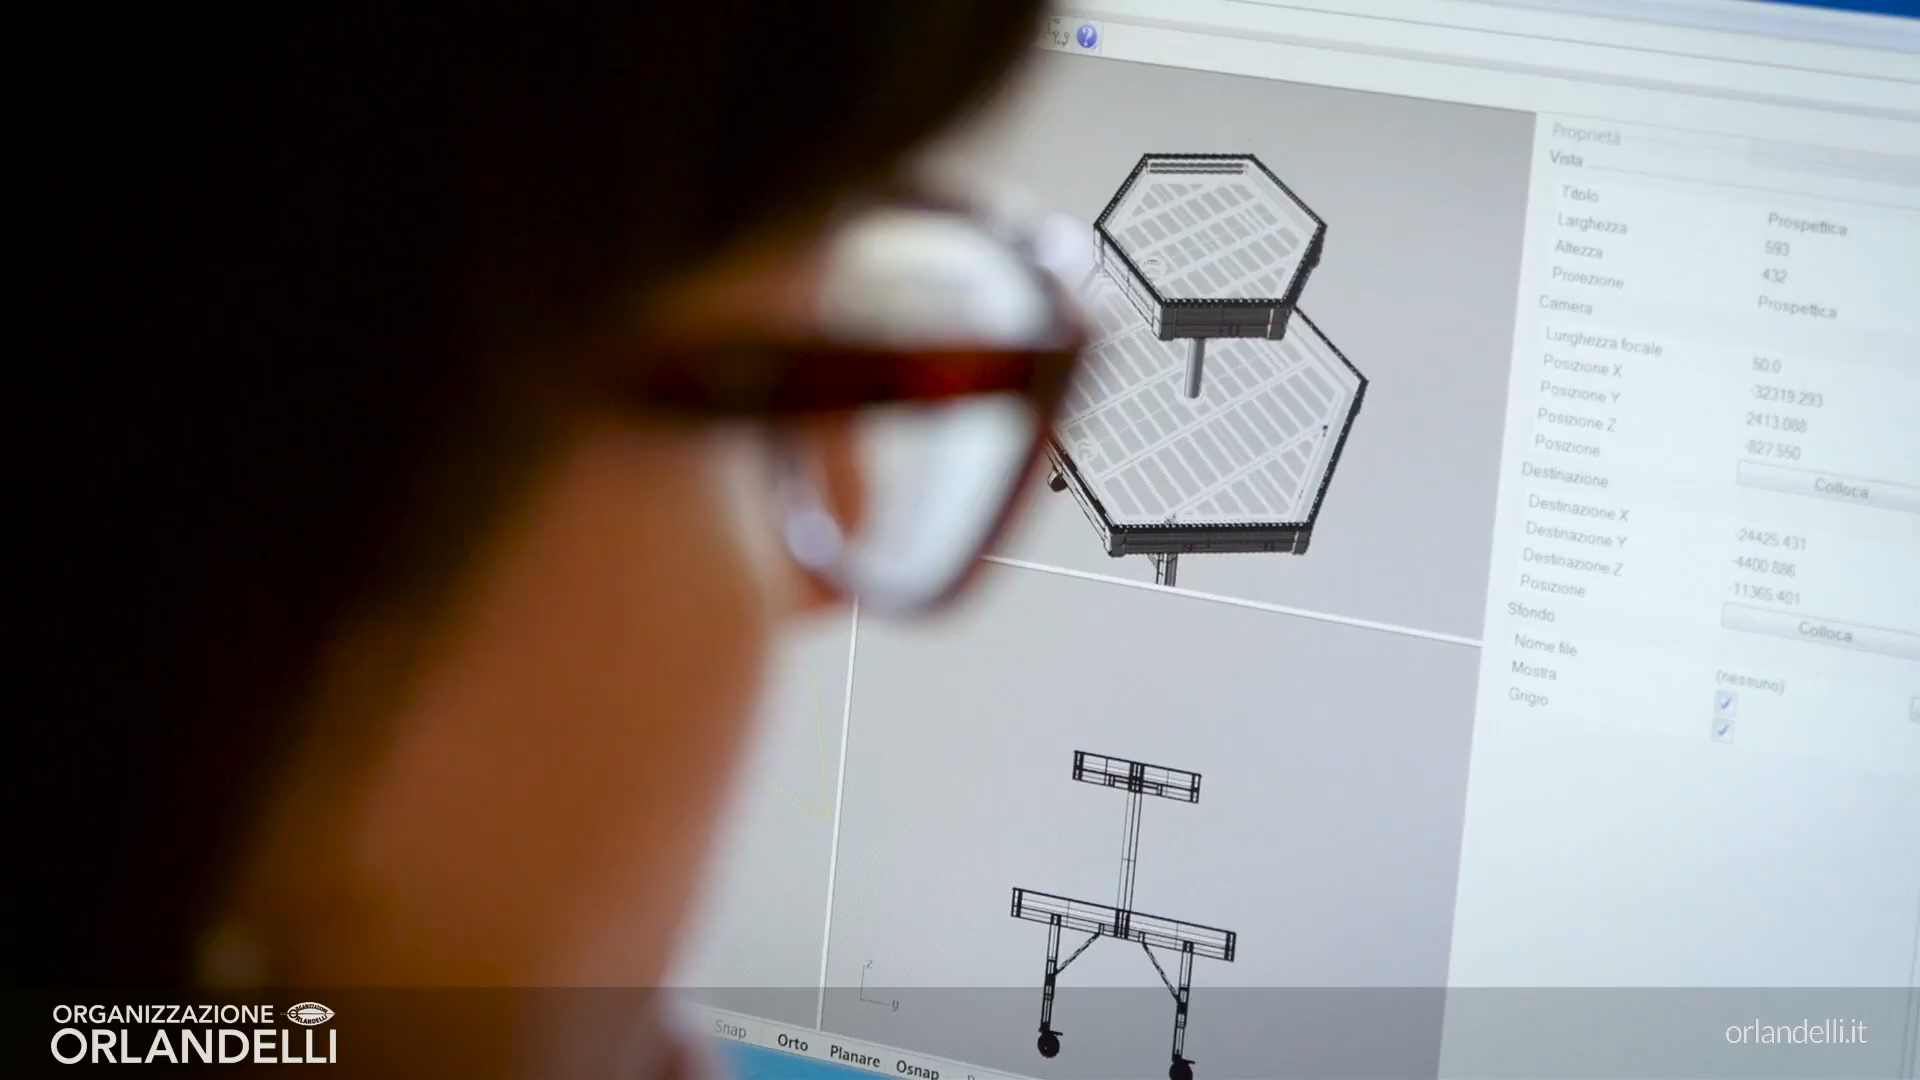 Proprietà
Vista
Titolo Prospettica
Larghezza 593
Altezza 432
Proiezione Prospettica
Camera
Lunghezza focale 50.0
Posizione X -32319.293
Posizione Y 2413.088
Posizione Z -827.550
Posizione Colloca
Destinazione
Destinazione X -24425.431
Destinazione Y -4400.886
Destinazione Z -11365.401
Posizione Colloca
Sfondo
Nome file (nessuno)
Mostra
Grigio
z
y
Snap Orto Planare Osnap
ORGANIZZAZIONE
ORLANDELLI
orlandelli.it